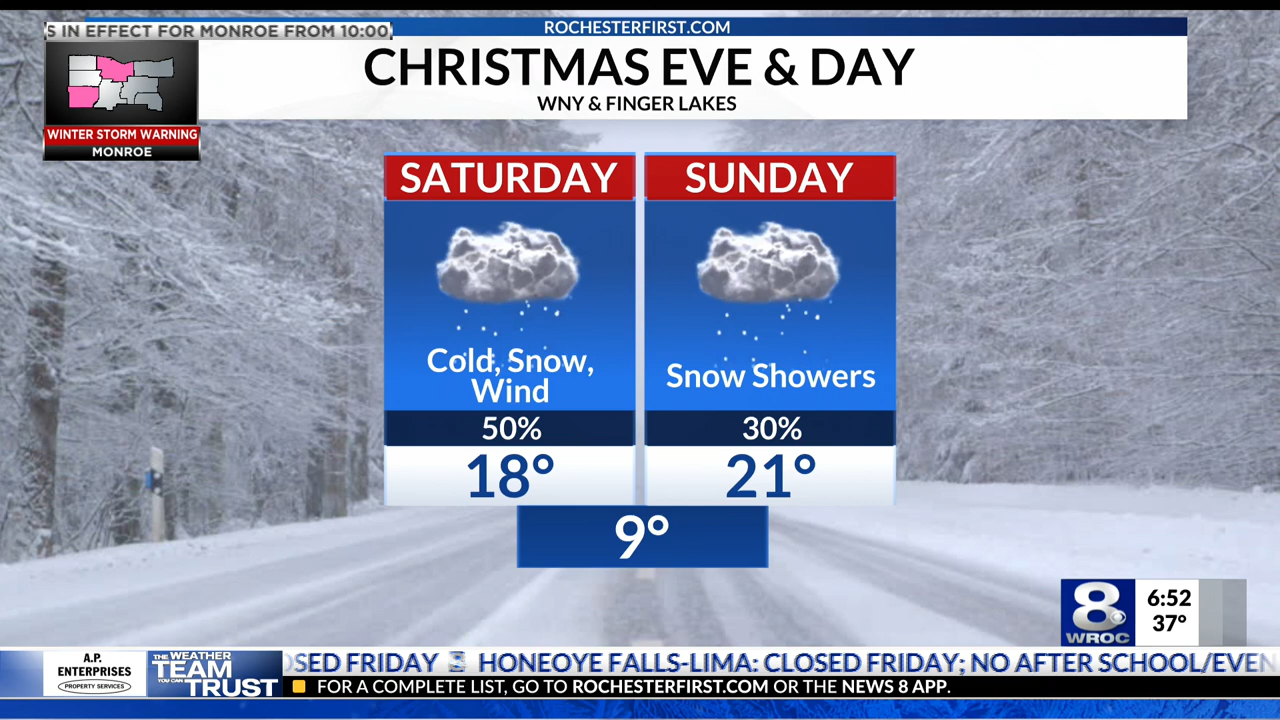 S IN EFFECT FOR MONROE FROM 10:00
ROCHESTERFIRST.COM
CHRISTMAS EVE & DAY
WNY & FINGER LAKES
WINTER STORM WARNING
MONROE
SATURDAY
SUNDAY
Cold, Snow,
Wind
Snow Showers
50%
30%
18°
21°
9°
8
WROC
6:52
37°
A.P.
ENTERPRISES
PROPERTY SERVICES
THE WEATHER
TEAM
YOU CAN
TRUST
OSED FRIDAY 8 HONEOYE FALLS-LIMA: CLOSED FRIDAY; NO AFTER SCHOOL/EVEN
FOR A COMPLETE LIST, GO TO ROCHESTERFIRST.COM OR THE NEWS 8 APP.